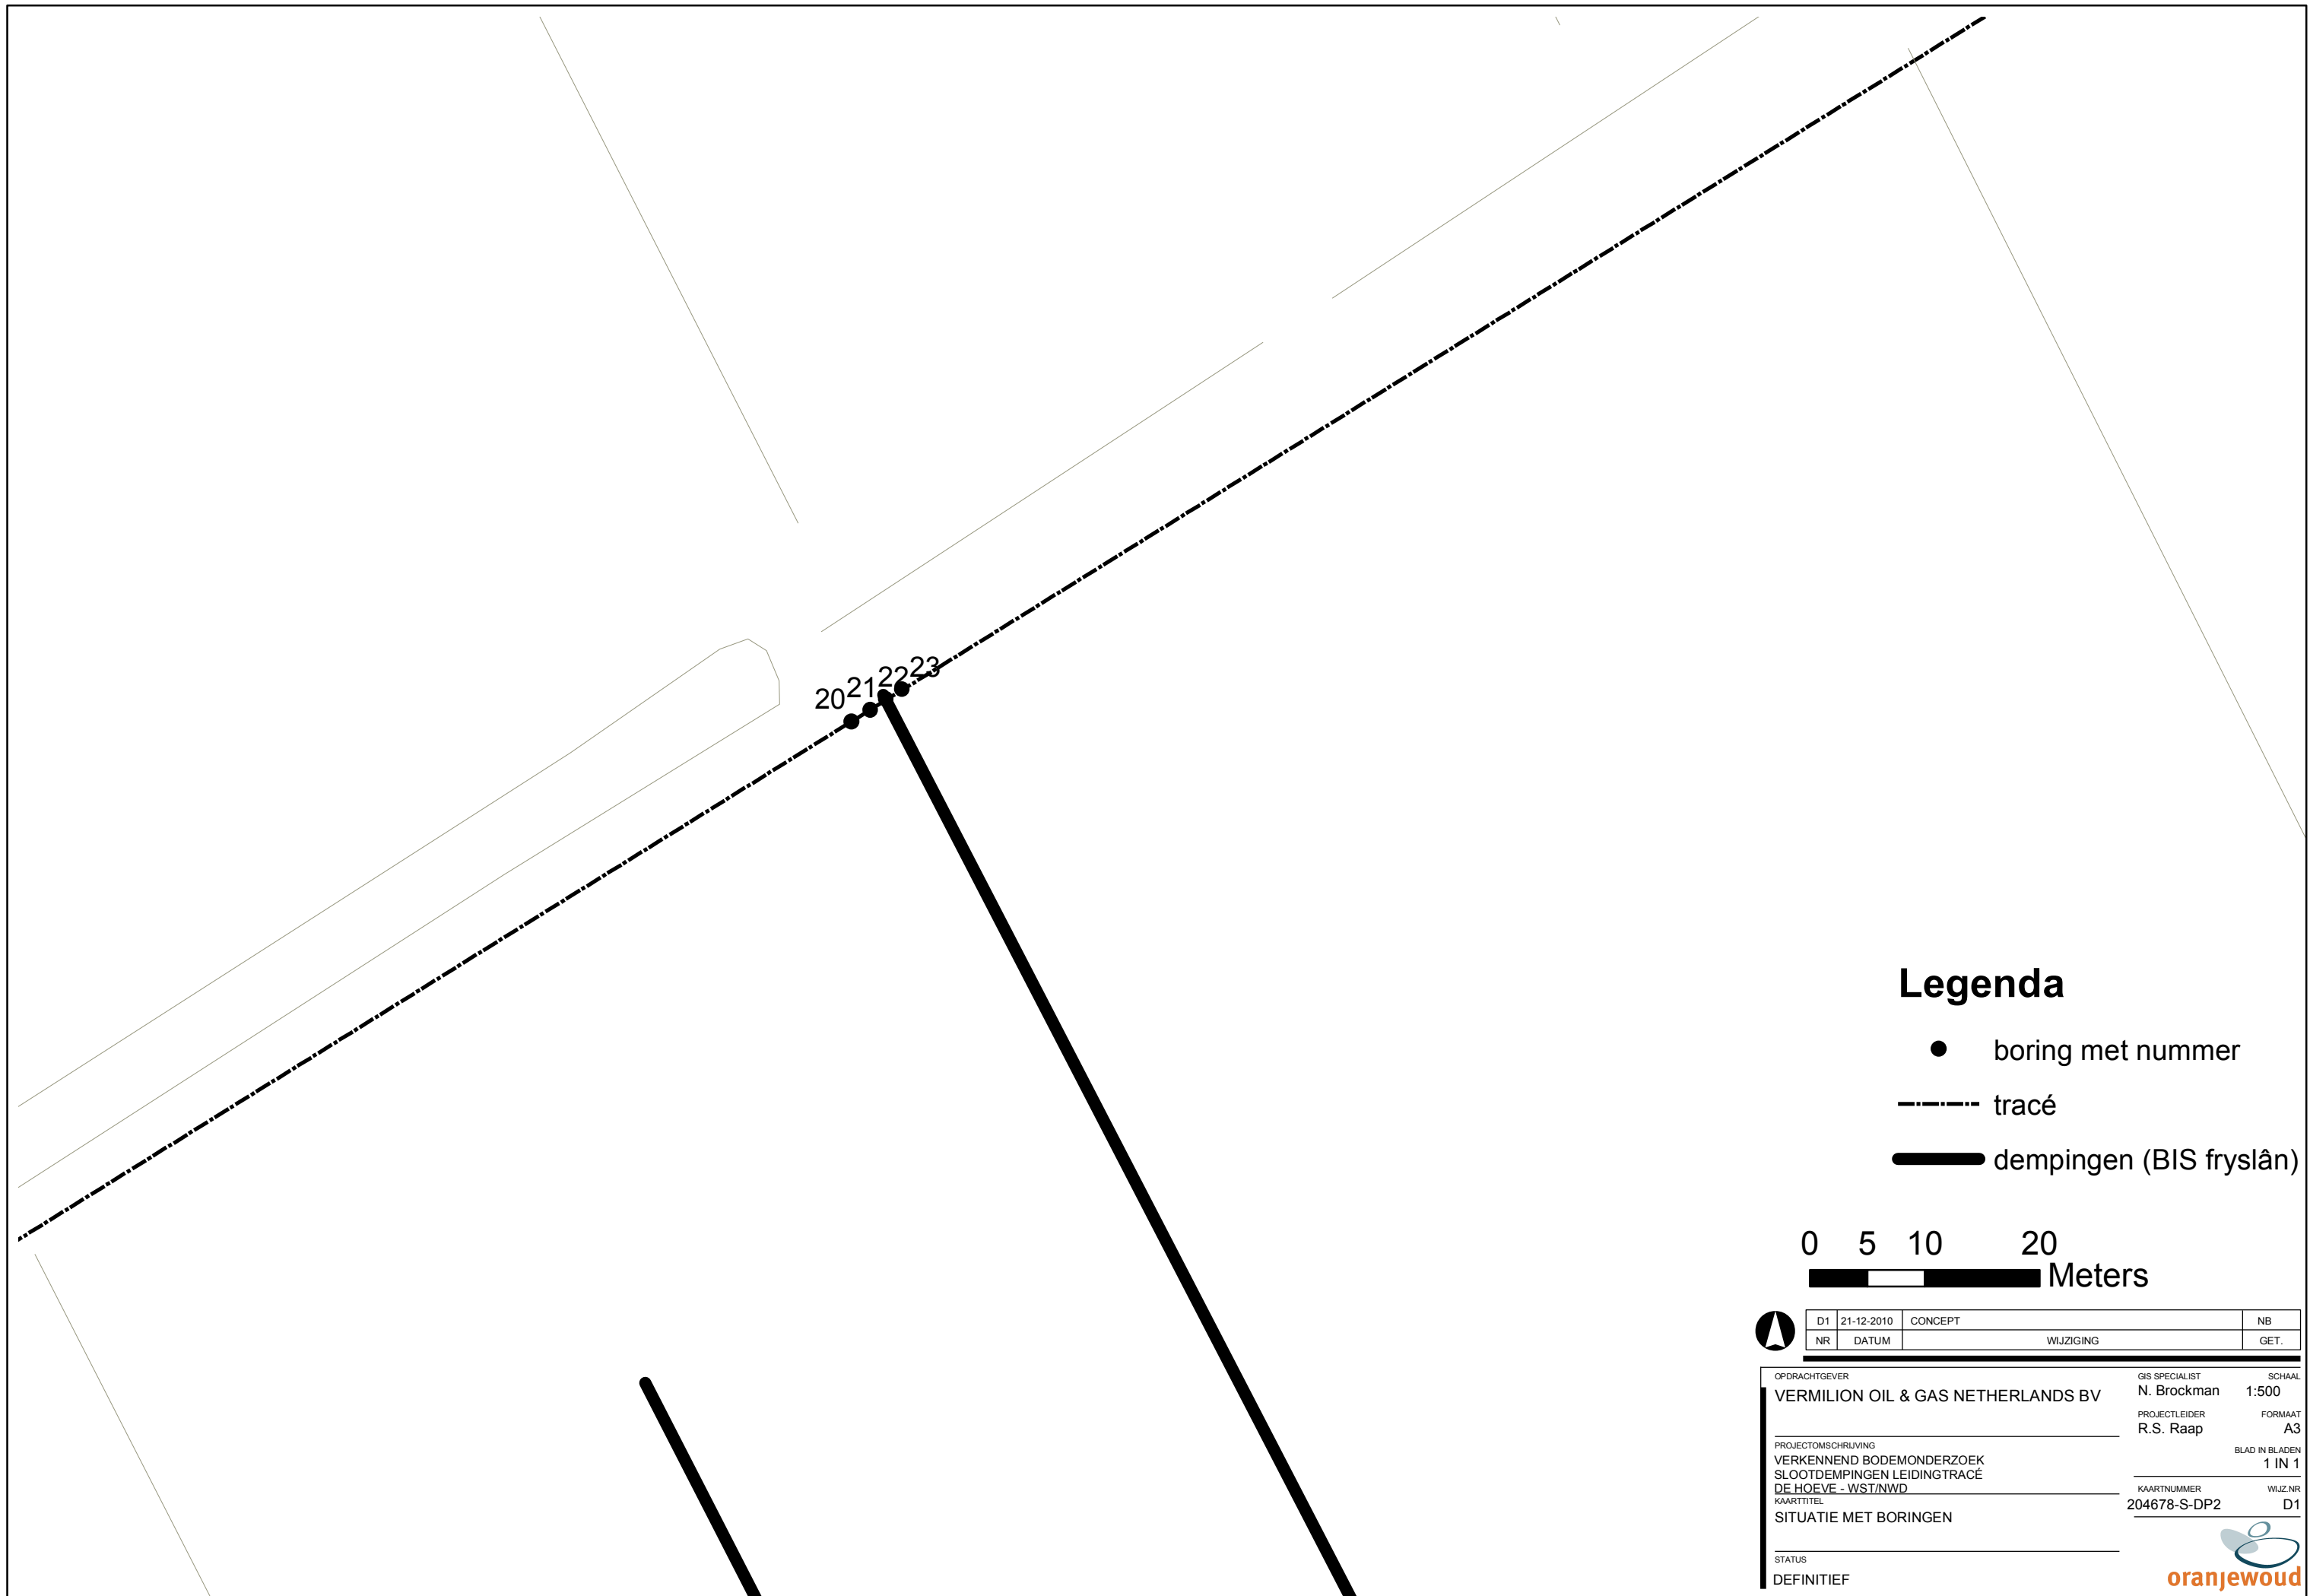 20 21 22 23
Legenda
boring met nummer
tracé
dempingen (BIS fryslân)
0 5 10 20
Meters
D1 21-12-2010 CONCEPT NB
NR DATUM WIJZIGING GET.
OPDRACHTGEVER
VERMILION OIL & GAS NETHERLANDS BV
GIS SPECIALIST SCHAAL
N. Brockman 1:500
PROJECTLEIDER FORMAAT
R.S. Raap A3
PROJECTOMSCHRIJVING
VERKENNEND BODEMONDERZOEK
SLOOTDEMPINGEN LEIDINGTRACÉ
DE HOEVE - WST/NWD
BLAD IN BLADEN
1 IN 1
KAARTTITEL
SITUATIE MET BORINGEN
KAARTNUMMER WIJZ.NR
204678-S-DP2 D1
STATUS
DEFINITIEF
oranjewoud